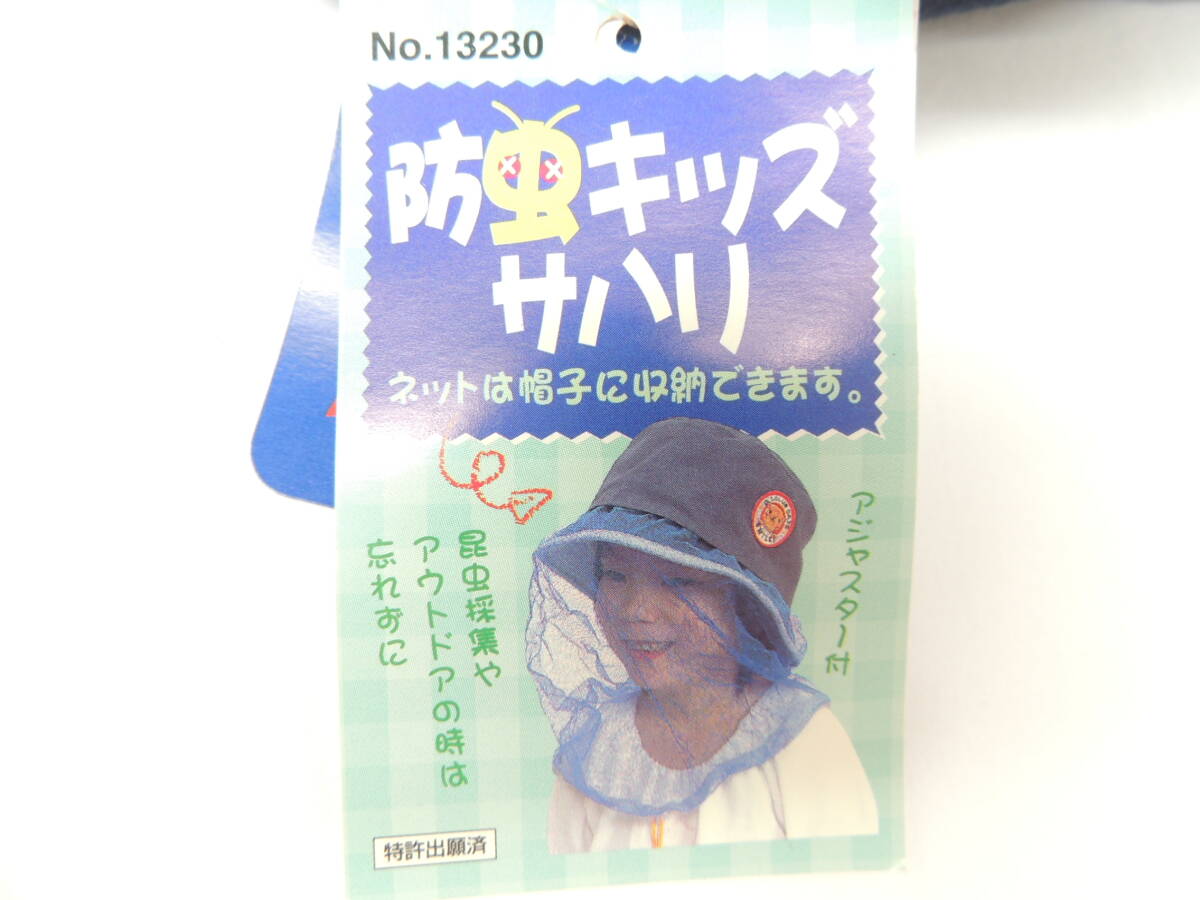 No.13230
防虫キッズ
サハリ
ネットは帽子に収納できます。
アジャスター付
昆虫採集や
アウトドアの時は
忘れずに
特許出願済